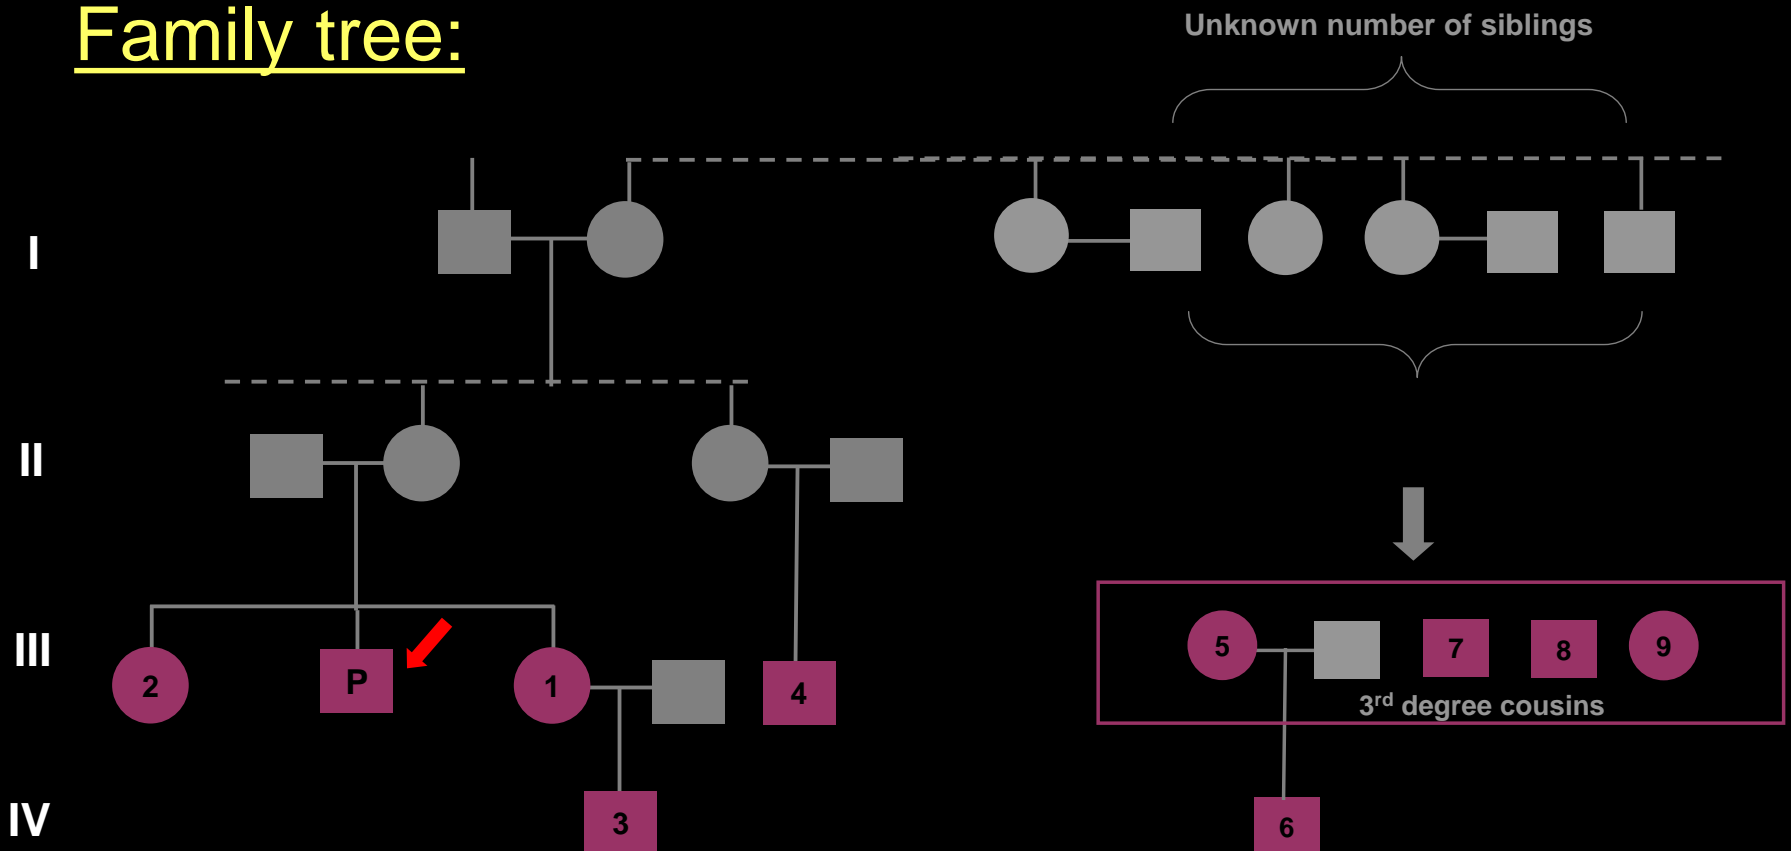 Family tree:
Unknown number of siblings
I
II
III
2
P
1
4
5
7
8
9
3rd degree cousins
IV
3
6